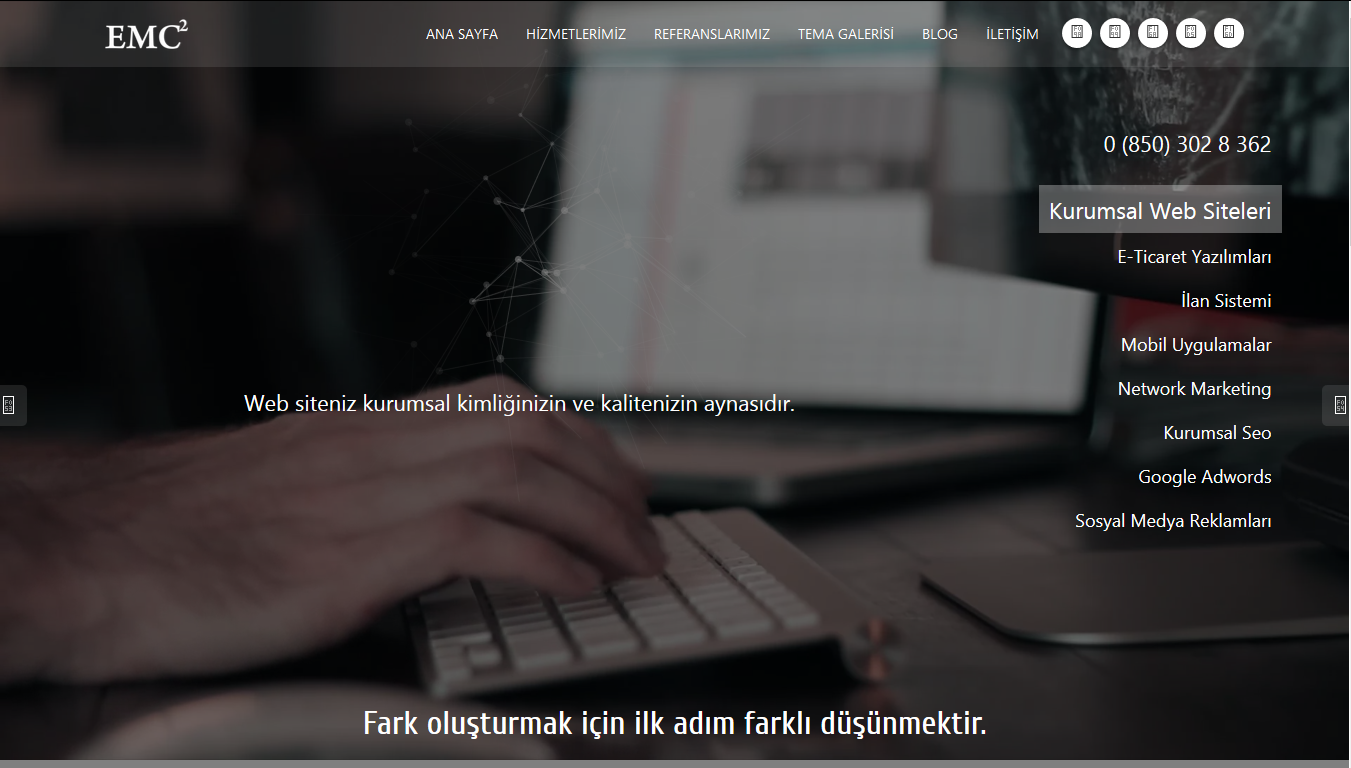 EMC²
ANA SAYFA HİZMETLERİMİZ REFERANSLARIMIZ TEMA GALERİSİ BLOG İLETİŞİM
0 (850) 302 8 362
Kurumsal Web Siteleri
E-Ticaret Yazılımları
İlan Sistemi
Mobil Uygulamalar
Web siteniz kurumsal kimliğinizin ve kalitenizin aynasıdır.
Network Marketing
Kurumsal Seo
Google Adwords
Sosyal Medya Reklamları
Fark oluşturmak için ilk adım farklı düşünmektir.